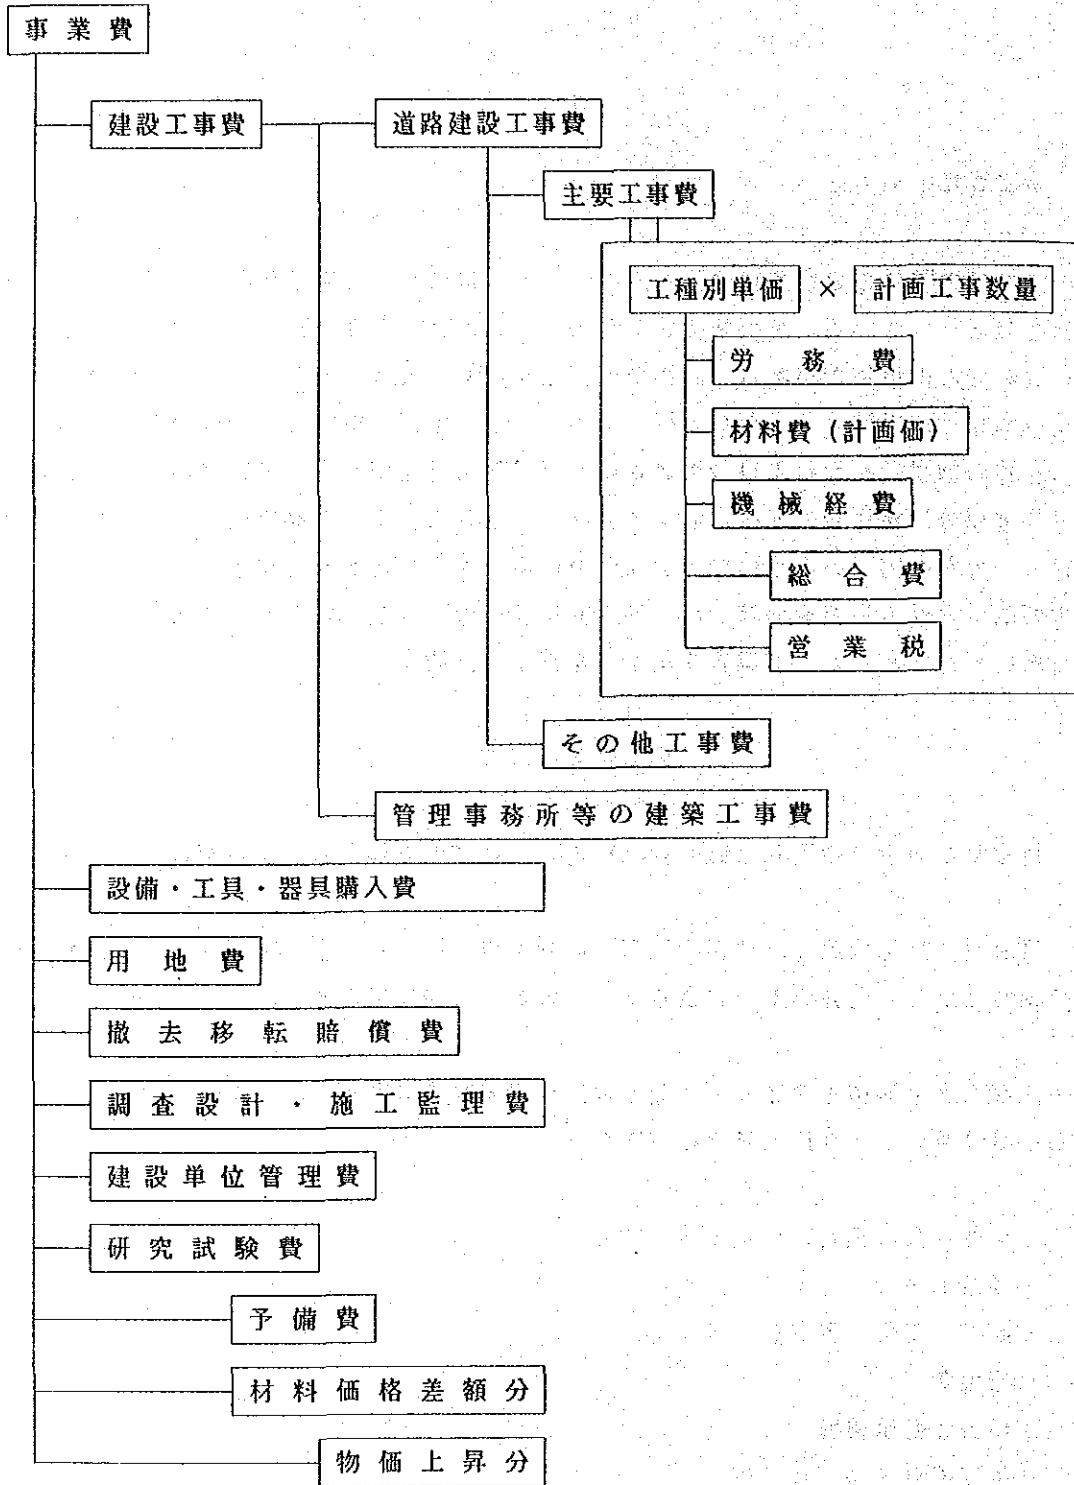 事業費
建設工事費
道路建設工事費
主要工事費
工種別単価 × 計画工事数量
労務費
材料費（計画価）
機械経費
総合費
営業税
その他工事費
管理事務所等の建築工事費
設備・工具・器具購入費
用地費
撤去移転賠償費
調査設計・施工監理費
建設単位管理費
研究試験費
予備費
材料価格差額分
物価上昇分